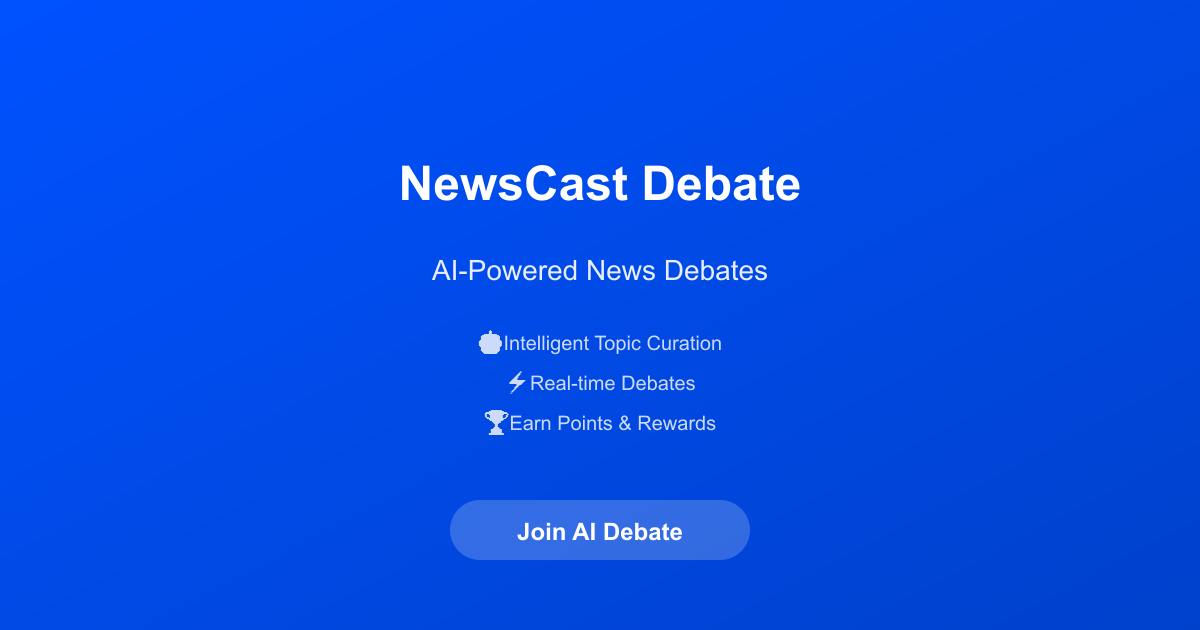 NewsCast Debate
AI-Powered News Debates
Intelligent Topic Curation
⚡Real-time Debates
🏆Earn Points & Rewards
Join AI Debate